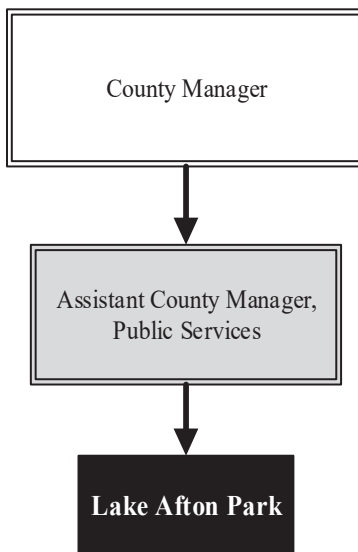 County Manager
Assistant County Manager,
Public Services
Lake Afton Park